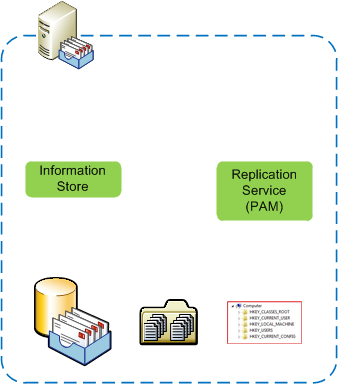 Information
Store
Replication
Service
(PAM)
Computer
HKEY_CLASSES_ROOT
HKEY_CURRENT_USER
HKEY_LOCAL_MACHINE
HKEY_USERS
HKEY_CURRENT_CONFIG